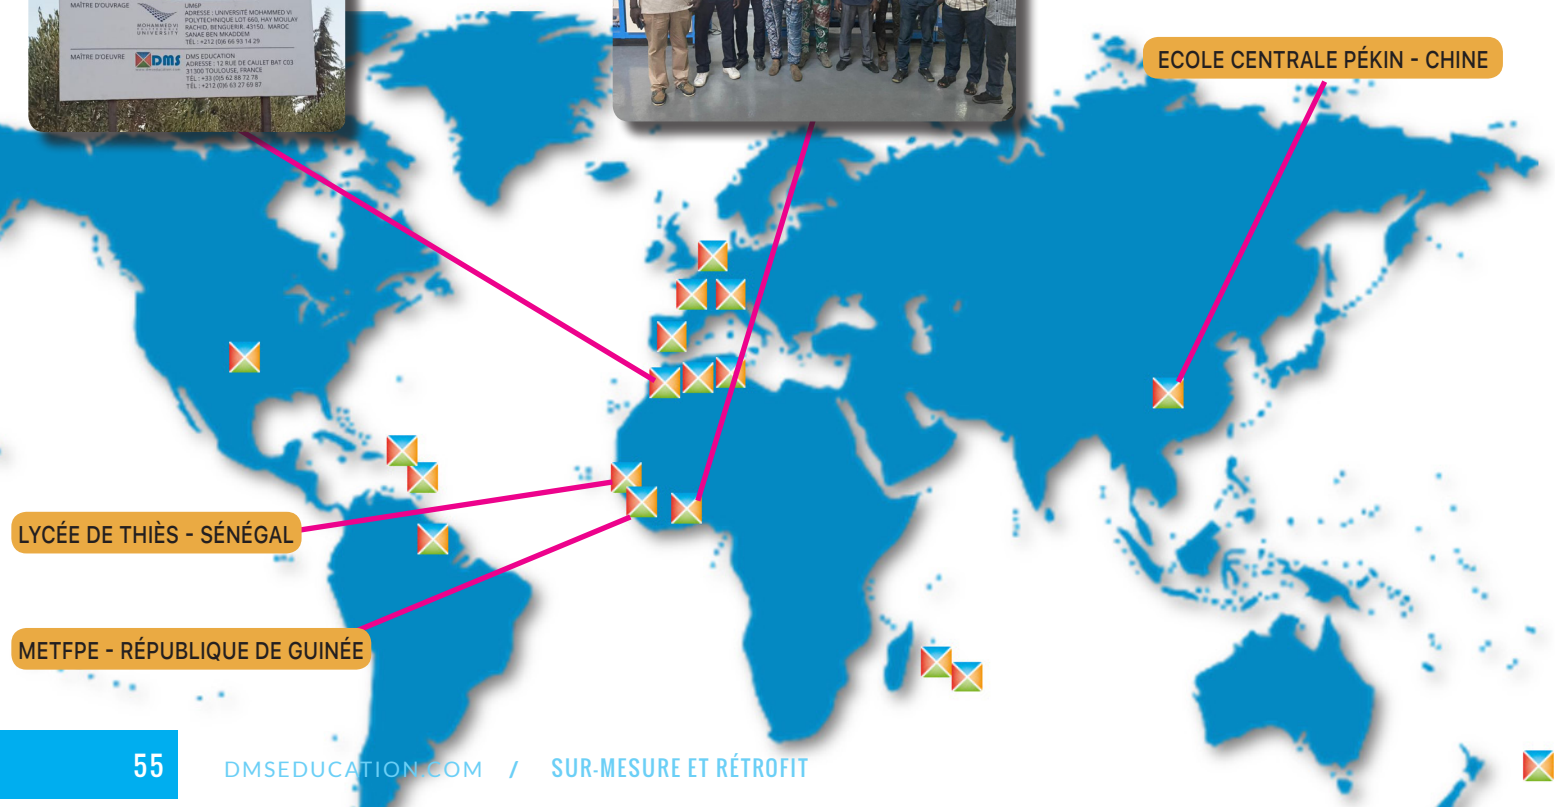 MAÎTRE D'OUVRAGE
MOHAMMED VI
POLYTECHNIC
UNIVERSITY
UM6P
ADRESSE : UNIVERSITÉ MOHAMMED VI
POLYTECHNIQUE LOT 660, HAY MOULAY
RACHID, BENGUERIR, 43150. MAROC
SANAE BEN MKADDEM
TÉL : +212 (0)6 66 93 14 29
MAÎTRE D'OEUVRE
DMS
DMS EDUCATION
ADRESSE : 12 RUE DE CAULET BAT C03
31300 TOULOUSE, FRANCE
TÉL : +33 (0)5 62 88 72 78
TÉL : +212 (0)6 63 27 69 87
ECOLE CENTRALE PÉKIN - CHINE
LYCÉE DE THIÈS - SÉNÉGAL
METFPE - RÉPUBLIQUE DE GUINÉE
55 DMSEDUCATION.COM / SUR-MESURE ET RÉTROFIT